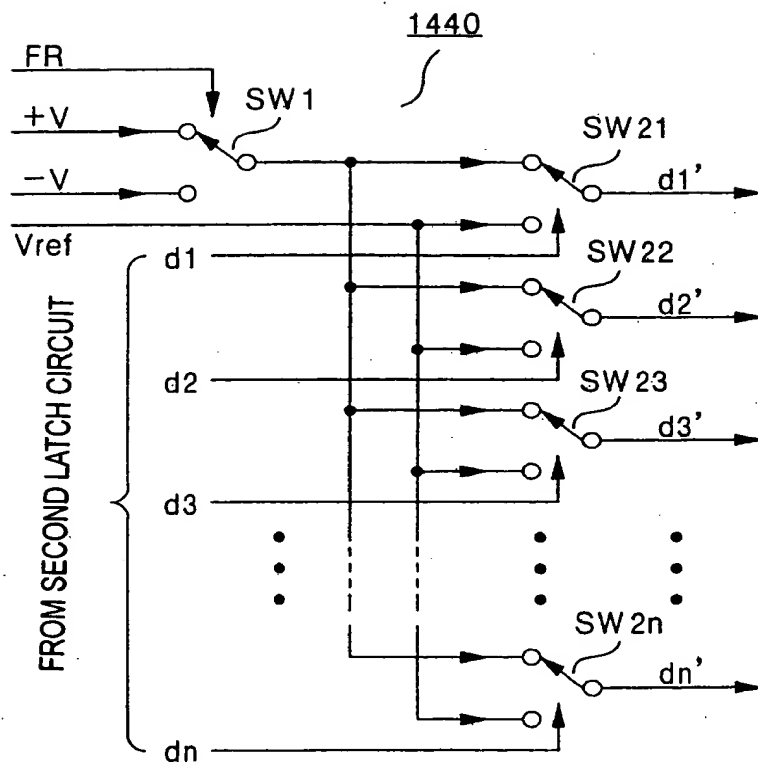 1440
FR
+V
SW1
-V
Vref
SW21
d1'
d1
SW22
d2'
d2
SW23
d3'
d3
FROM SECOND LATCH CIRCUIT
SW2n
dn'
dn